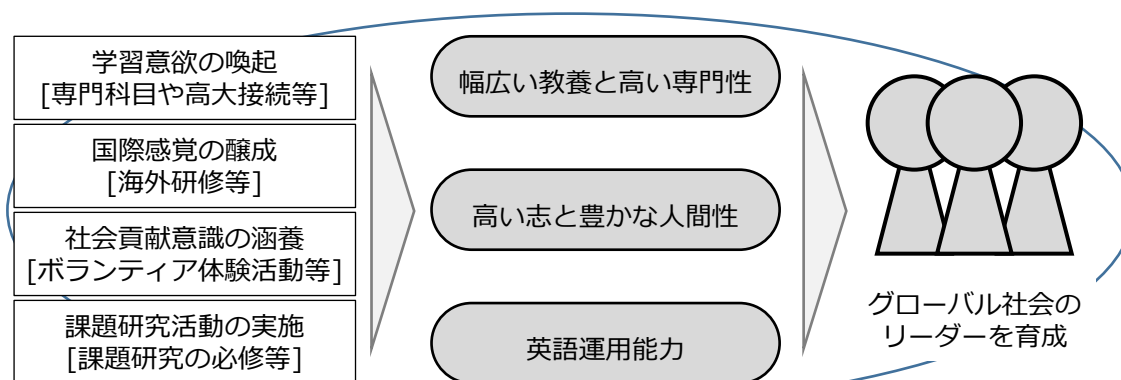 学習意欲の喚起
[専門科目や高大接続等]
国際感覚の醸成
[海外研修等]
社会貢献意識の涵養
[ボランティア体験活動等]
課題研究活動の実施
[課題研究の必修等]
幅広い教養と高い専門性
高い志と豊かな人間性
英語運用能力
グローバル社会の
リーダーを育成